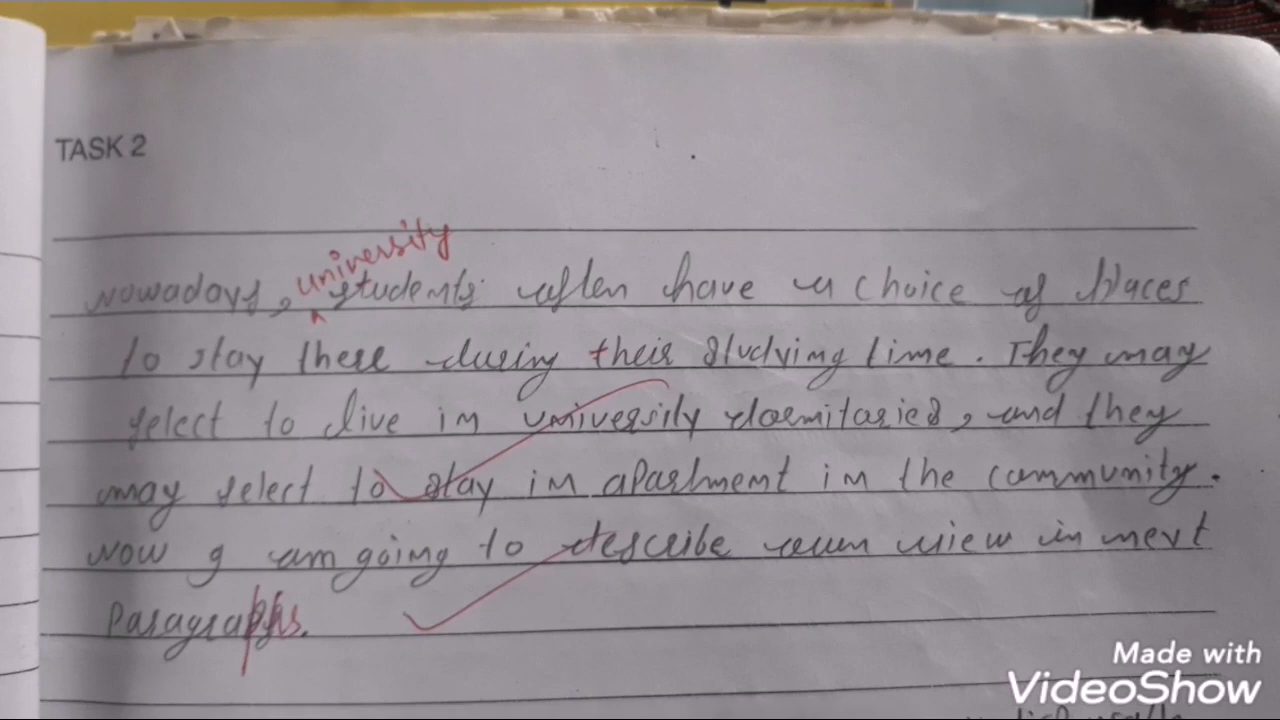 TASK 2
university
Nowadays, students often have a choice of places
to stay there during their studying time. They may
select to live in university dormitaries, and they
may select to stay in apartment in the community.
Now I am going to describe own view in next
Paragraphs.
Made with
VideoShow